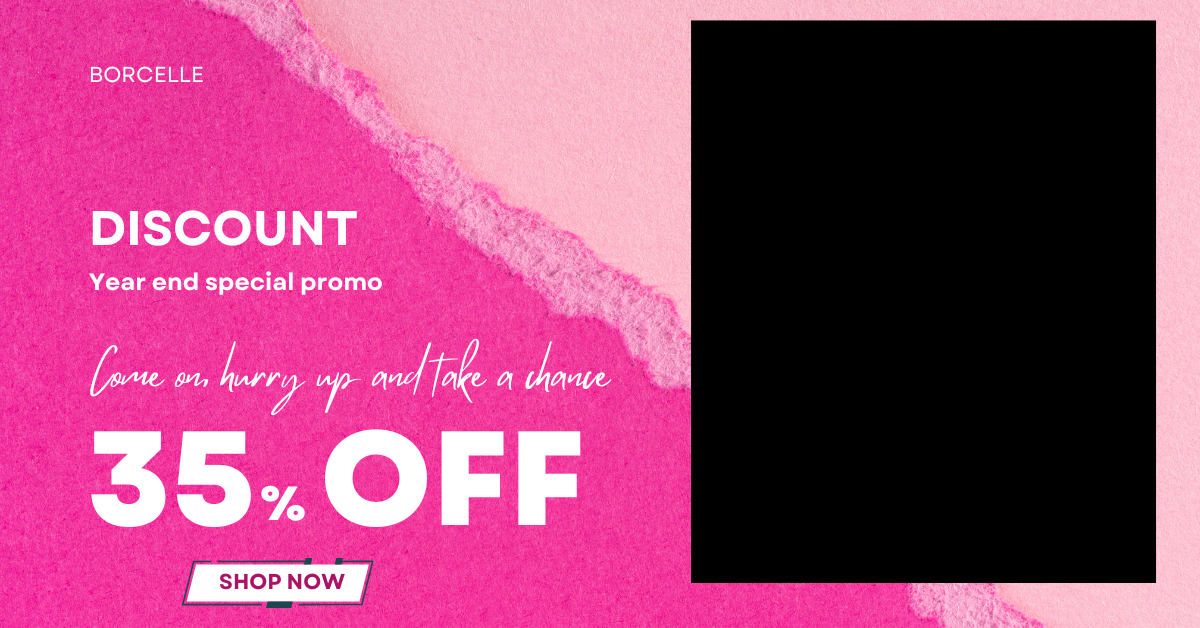 BORCELLE
DISCOUNT
Year end special promo
Come on, hurry up and take a chance
35% OFF
SHOP NOW